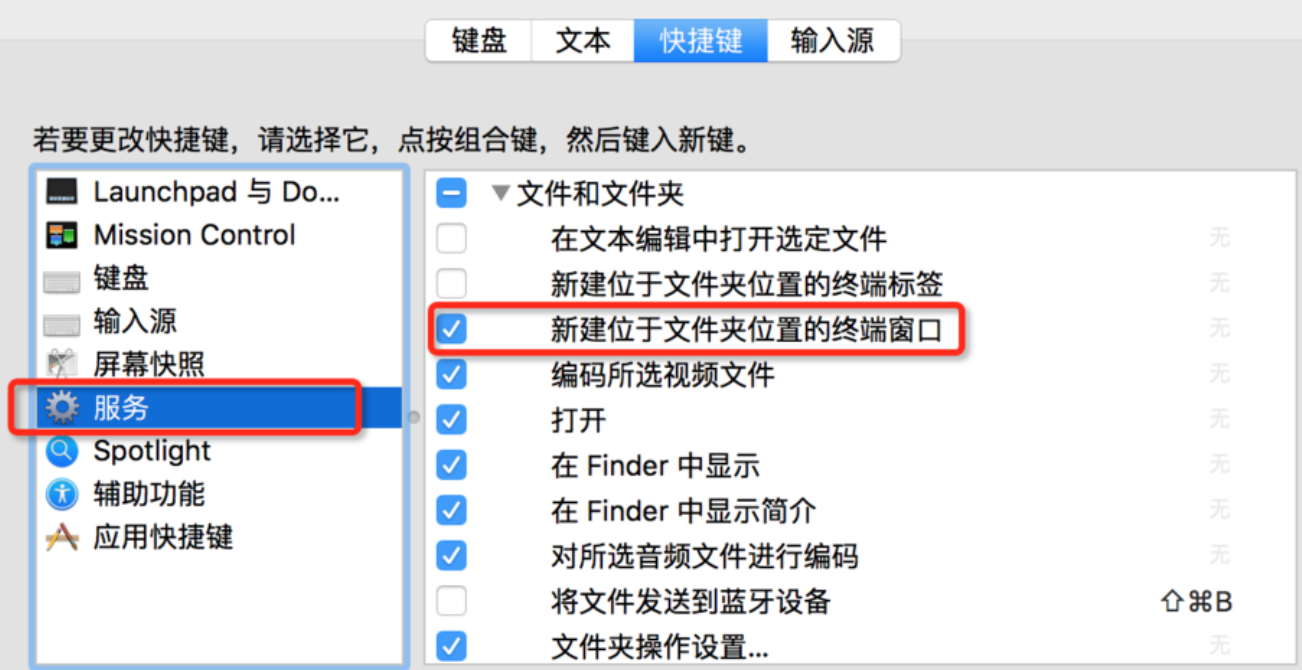 键盘 文本 快捷键 输入源
若要更改快捷键，请选择它，点按组合键，然后键入新键。
Launchpad 与 Do...
Mission Control
键盘
输入源
屏幕快照
服务
Spotlight
辅助功能
应用快捷键
文件和文件夹
在文本编辑中打开选定文件 无
新建位于文件夹位置的终端标签 无
新建位于文件夹位置的终端窗口 无
编码所选视频文件 无
打开 无
在 Finder 中显示 无
在 Finder 中显示简介 无
对所选音频文件进行编码 无
将文件发送到蓝牙设备 ⇧⌘B
文件夹操作设置... 无